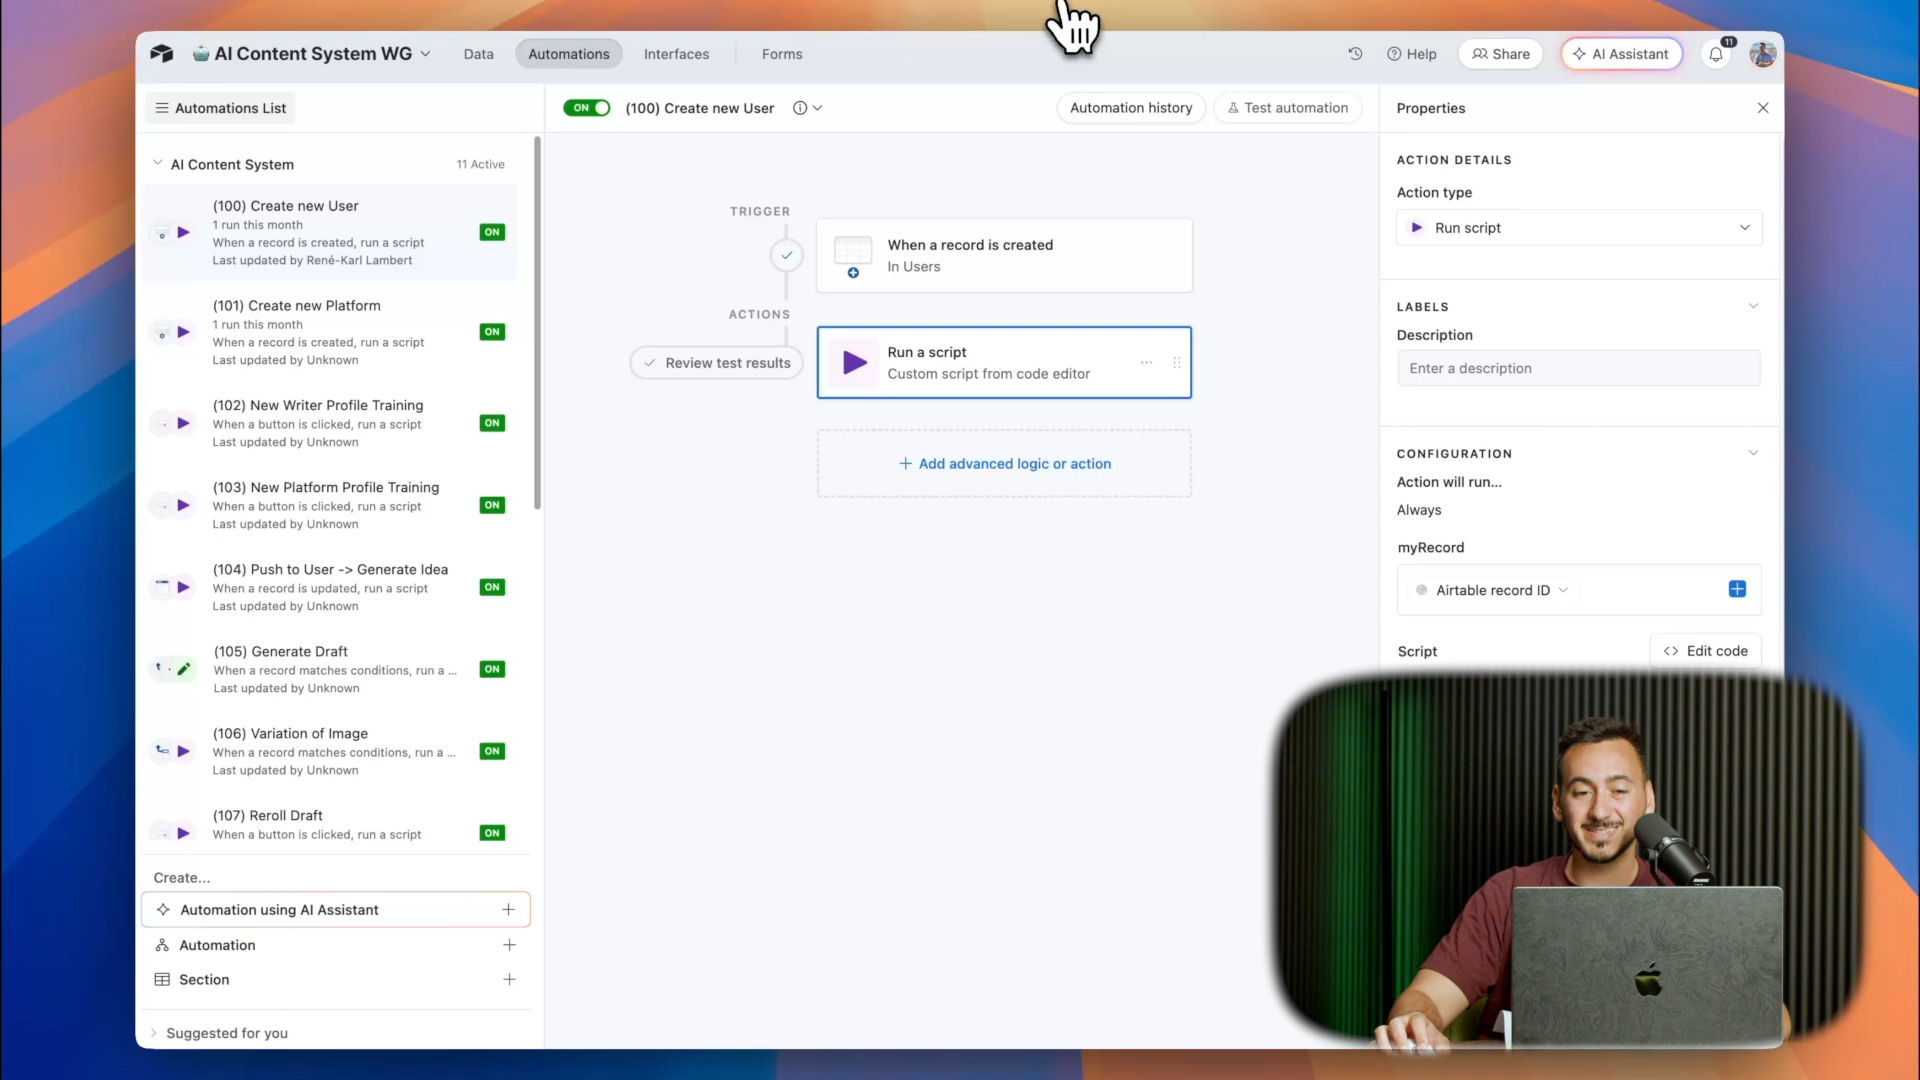 AI Content System WG
Data
Automations
Interfaces
Forms
Help
Share
AI Assistant
11
Automations List
ON
(100) Create new User
Automation history
Test automation
Properties
AI Content System
11 Active
(100) Create new User
1 run this month
When a record is created, run a script
Last updated by René-Karl Lambert
ON
(101) Create new Platform
1 run this month
When a record is created, run a script
Last updated by Unknown
ON
(102) New Writer Profile Training
When a button is clicked, run a script
Last updated by Unknown
ON
(103) New Platform Profile Training
When a button is clicked, run a script
Last updated by Unknown
ON
(104) Push to User -> Generate Idea
When a record is updated, run a script
Last updated by Unknown
ON
(105) Generate Draft
When a record matches conditions, run a ...
Last updated by Unknown
ON
(106) Variation of Image
When a record matches conditions, run a ...
Last updated by Unknown
ON
(107) Reroll Draft
When a button is clicked, run a script
ON
Create...
Automation using AI Assistant
Automation
Section
Suggested for you
TRIGGER
When a record is created
In Users
ACTIONS
Review test results
Run a script
Custom script from code editor
Add advanced logic or action
ACTION DETAILS
Action type
Run script
LABELS
Description
Enter a description
CONFIGURATION
Action will run...
Always
myRecord
Airtable record ID
Script
Edit code